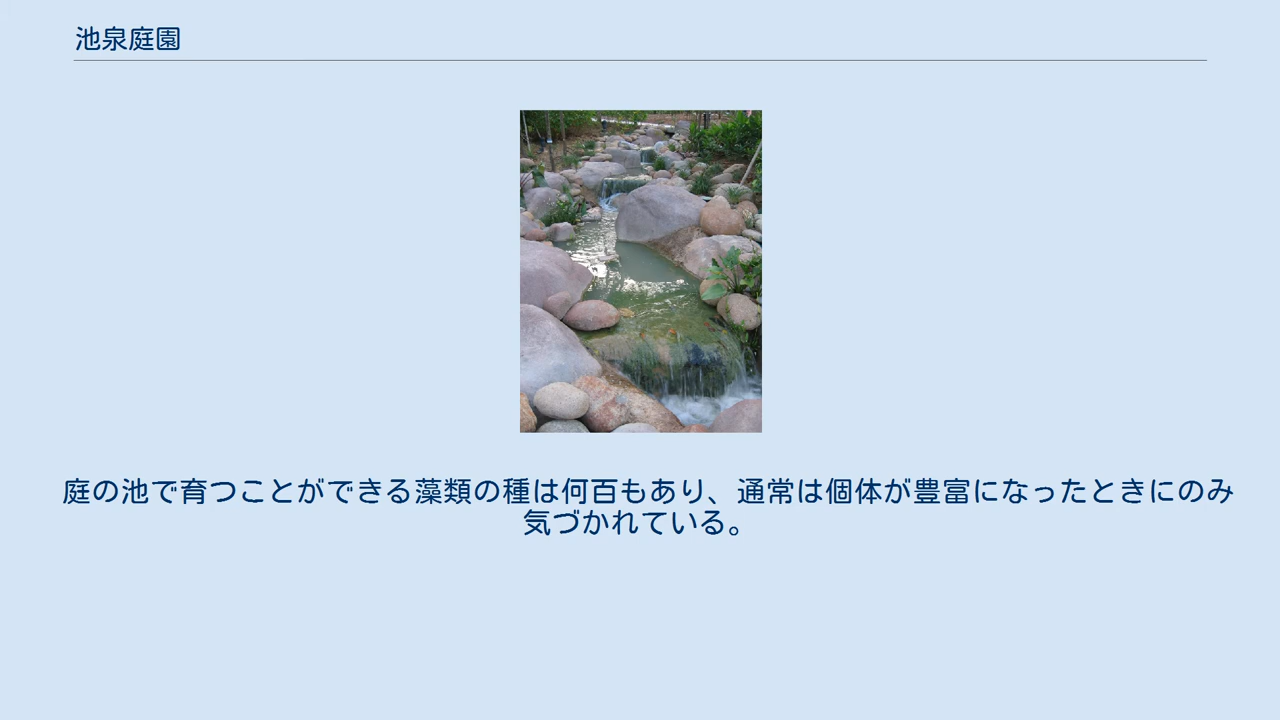 池泉庭園
庭の池で育つことができる藻類の種は何百もあり、通常は個体が豊富になったときにのみ
気づかれている。